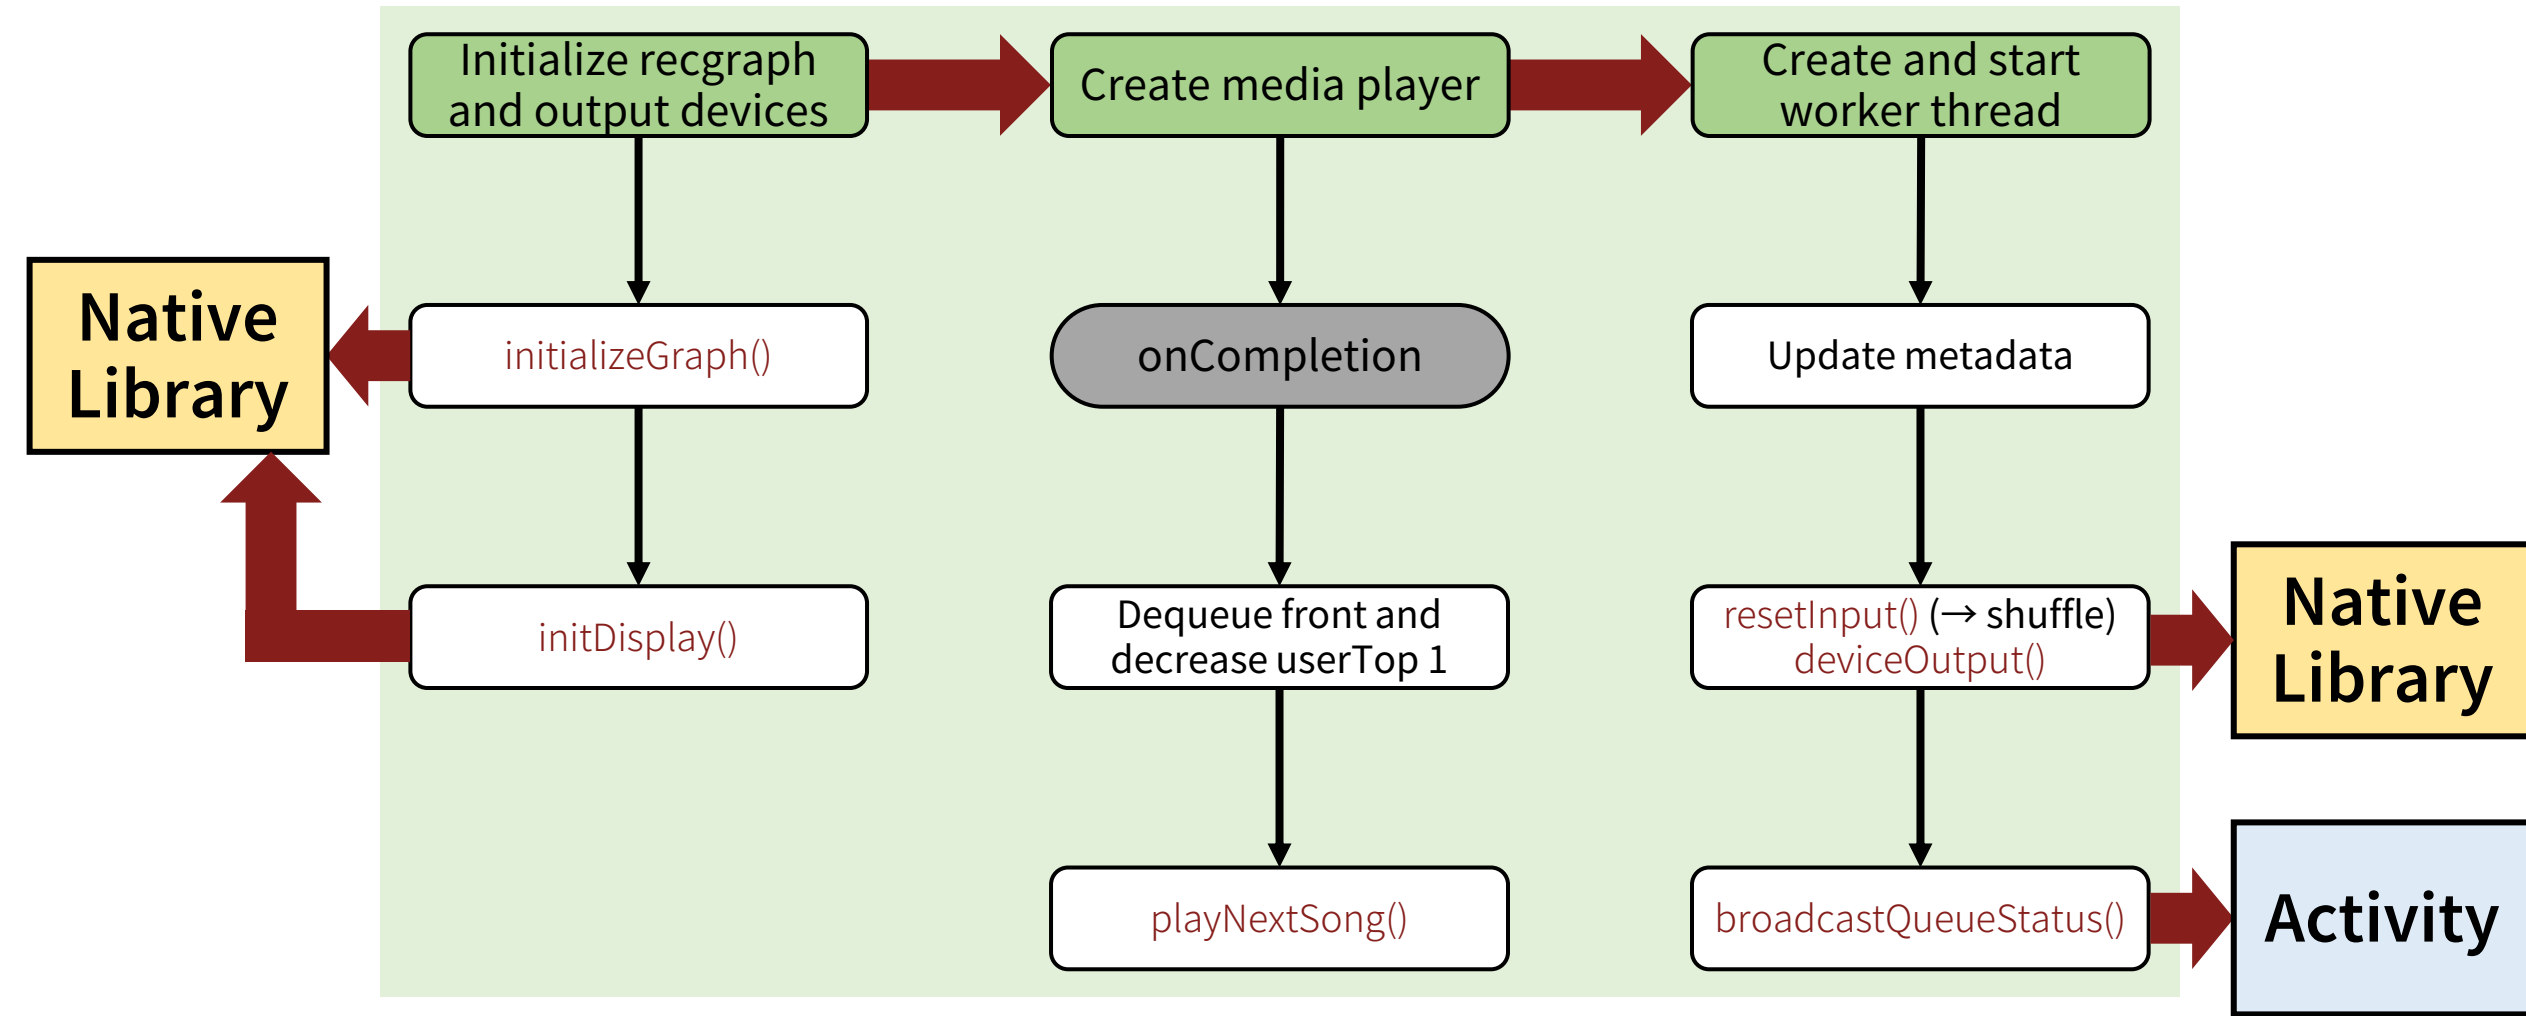 Initialize recgraph
and output devices
Create media player
Create and start
worker thread
Native
Library
initializeGraph()
onCompletion
Update metadata
initDisplay()
Dequeue front and
decrease userTop 1
resetInput() (→ shuffle)
deviceOutput()
Native
Library
playNextSong()
broadcastQueueStatus()
Activity